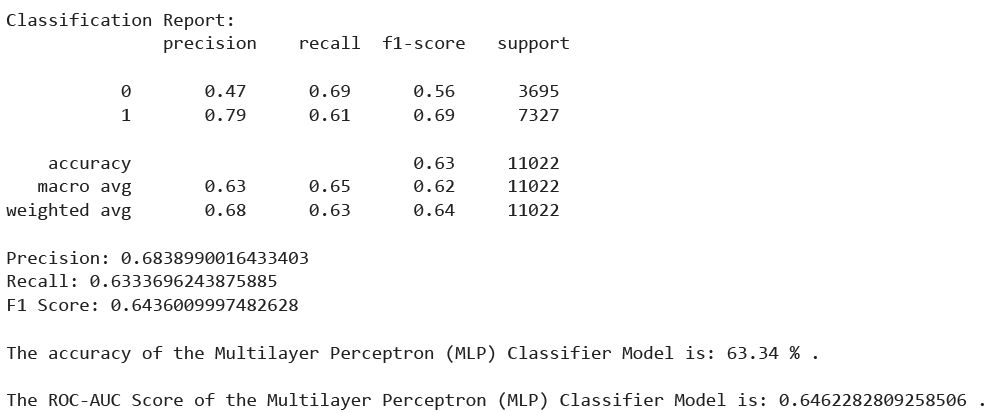 Classification Report:
precision recall f1-score support
0 0.47 0.69 0.56 3695
1 0.79 0.61 0.69 7327
accuracy 0.63 11022
macro avg 0.63 0.65 0.62 11022
weighted avg 0.68 0.63 0.64 11022
Precision: 0.6838990016433403
Recall: 0.6333696243875885
F1 Score: 0.6436009997482628
The accuracy of the Multilayer Perceptron (MLP) Classifier Model is: 63.34 % .
The ROC-AUC Score of the Multilayer Perceptron (MLP) Classifier Model is: 0.6462282809258506 .